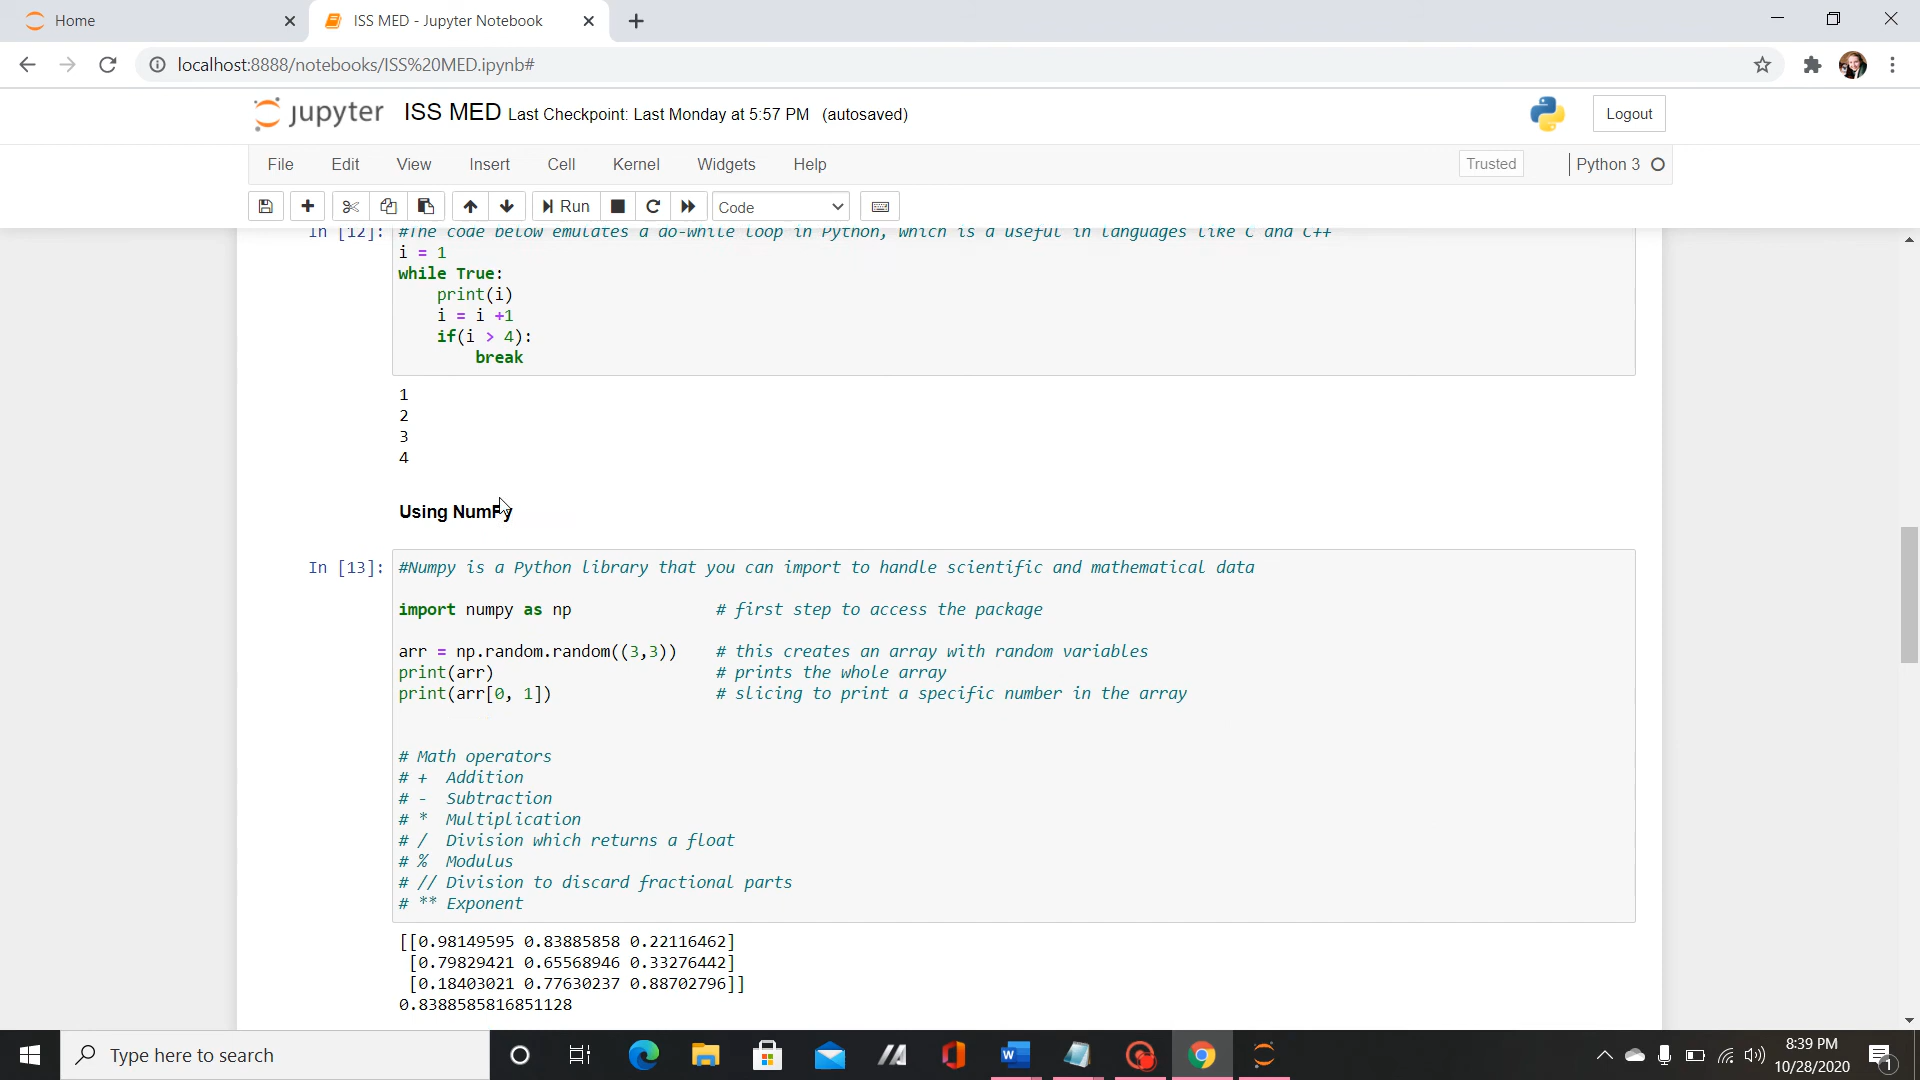 Home
ISS MED - Jupyter Notebook
localhost:8888/notebooks/ISS%20MED.ipynb#
jupyter ISS MED Last Checkpoint: Last Monday at 5:57 PM (autosaved)
Logout
File Edit View Insert Cell Kernel Widgets Help
Trusted
Python 3
Run
Code
In [12]: #The code below emulates a do-while loop in Python, which is a useful in languages like C and C++
i = 1
while True:
    print(i)
    i = i +1
    if(i > 4):
        break
1
2
3
4
Using NumPy
In [13]: #Numpy is a Python library that you can import to handle scientific and mathematical data
import numpy as np # first step to access the package
arr = np.random.random((3,3)) # this creates an array with random variables
print(arr) # prints the whole array
print(arr[0, 1]) # slicing to print a specific number in the array
# Math operators
# + Addition
# - Subtraction
# * Multiplication
# / Division which returns a float
# % Modulus
# // Division to discard fractional parts
# ** Exponent
[[0.98149595 0.83885858 0.22116462]
[0.79829421 0.65568946 0.33276442]
[0.18403021 0.77630237 0.88702796]]
0.8388585816851128
Type here to search
8:39 PM
10/28/2020
1